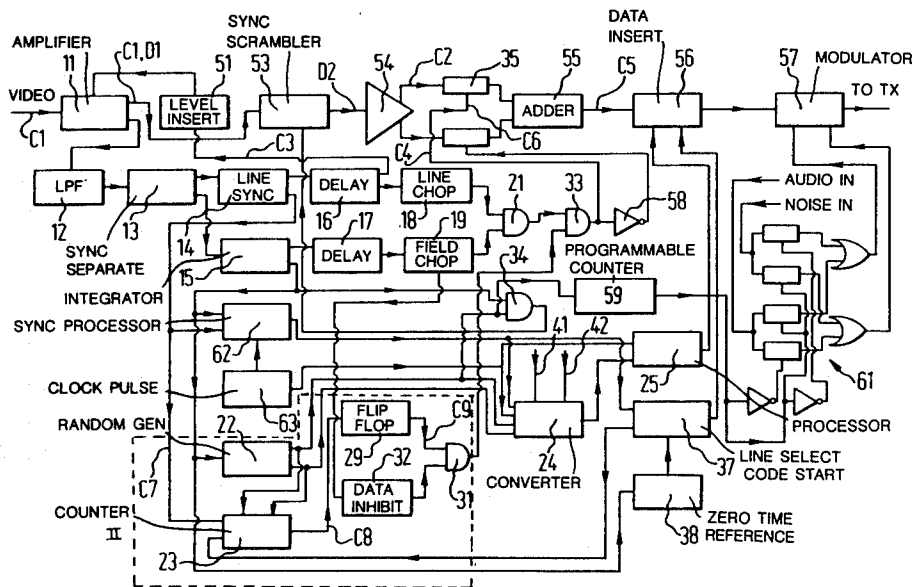 AMPLIFIER
11
C1,D1
51
SYNC
SCRAMBLER
53
54
C2
35
55
DATA
INSERT
56
57
MODULATOR
VIDEO
C1
LEVEL
INSERT
D2
ADDER
C5
TO TX
C3
C4
C6
LPF
12
13
LINE
SYNC
14
DELAY
16
LINE
CHOP
18
21
33
58
AUDIO IN
NOISE IN
SYNC
SEPARATE
17
19
DELAY
FIELD
CHOP
PROGRAMMABLE
COUNTER
59
INTEGRATOR
15
34
SYNC PROCESSOR
62
41
42
25
61
CLOCK PULSE
63
RANDOM GEN
22
FLIP
FLOP
29
C9
24
CONVERTER
PROCESSOR
37
LINE SELECT
CODE START
C7
32
DATA
INHIBIT
31
COUNTER
II
23
C8
38
ZERO TIME
REFERENCE